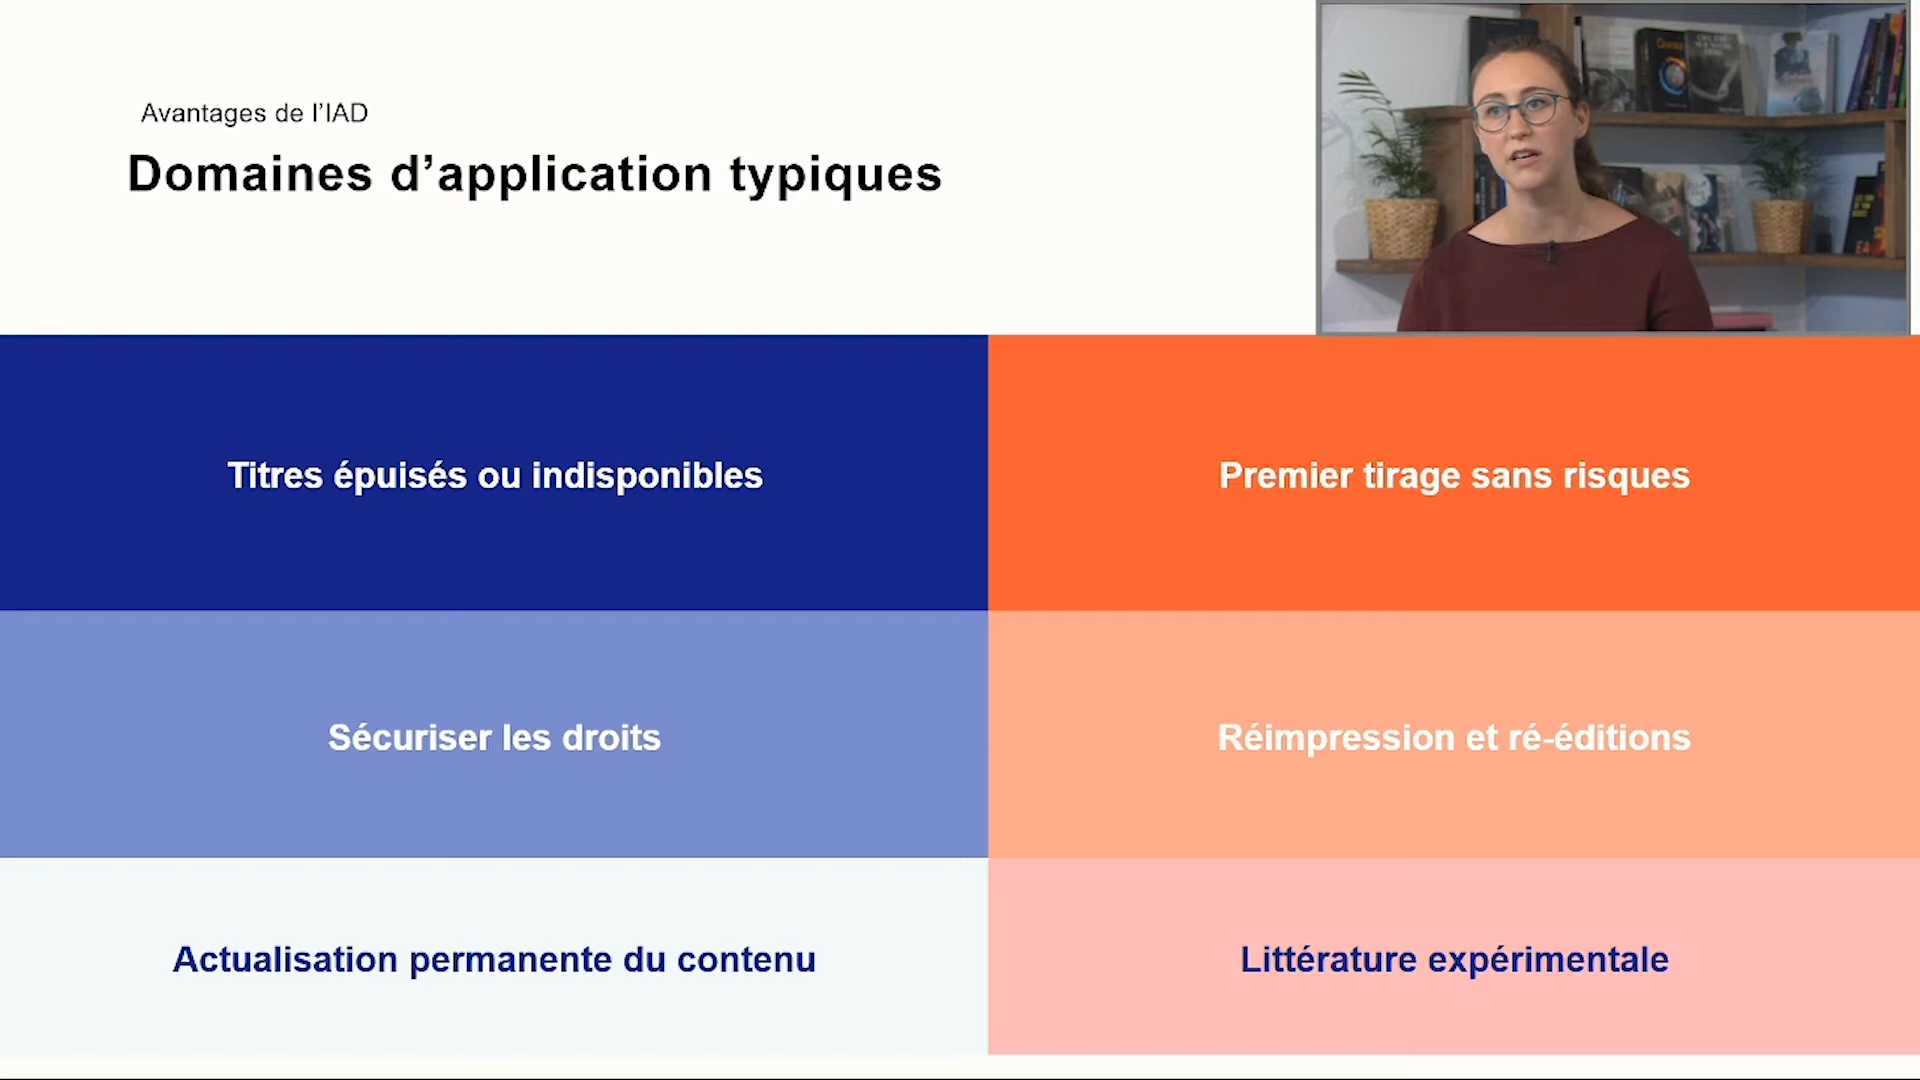 Avantages de l’IAD
Domaines d’application typiques
Titres épuisés ou indisponibles
Premier tirage sans risques
Sécuriser les droits
Réimpression et ré-éditions
Actualisation permanente du contenu
Littérature expérimentale